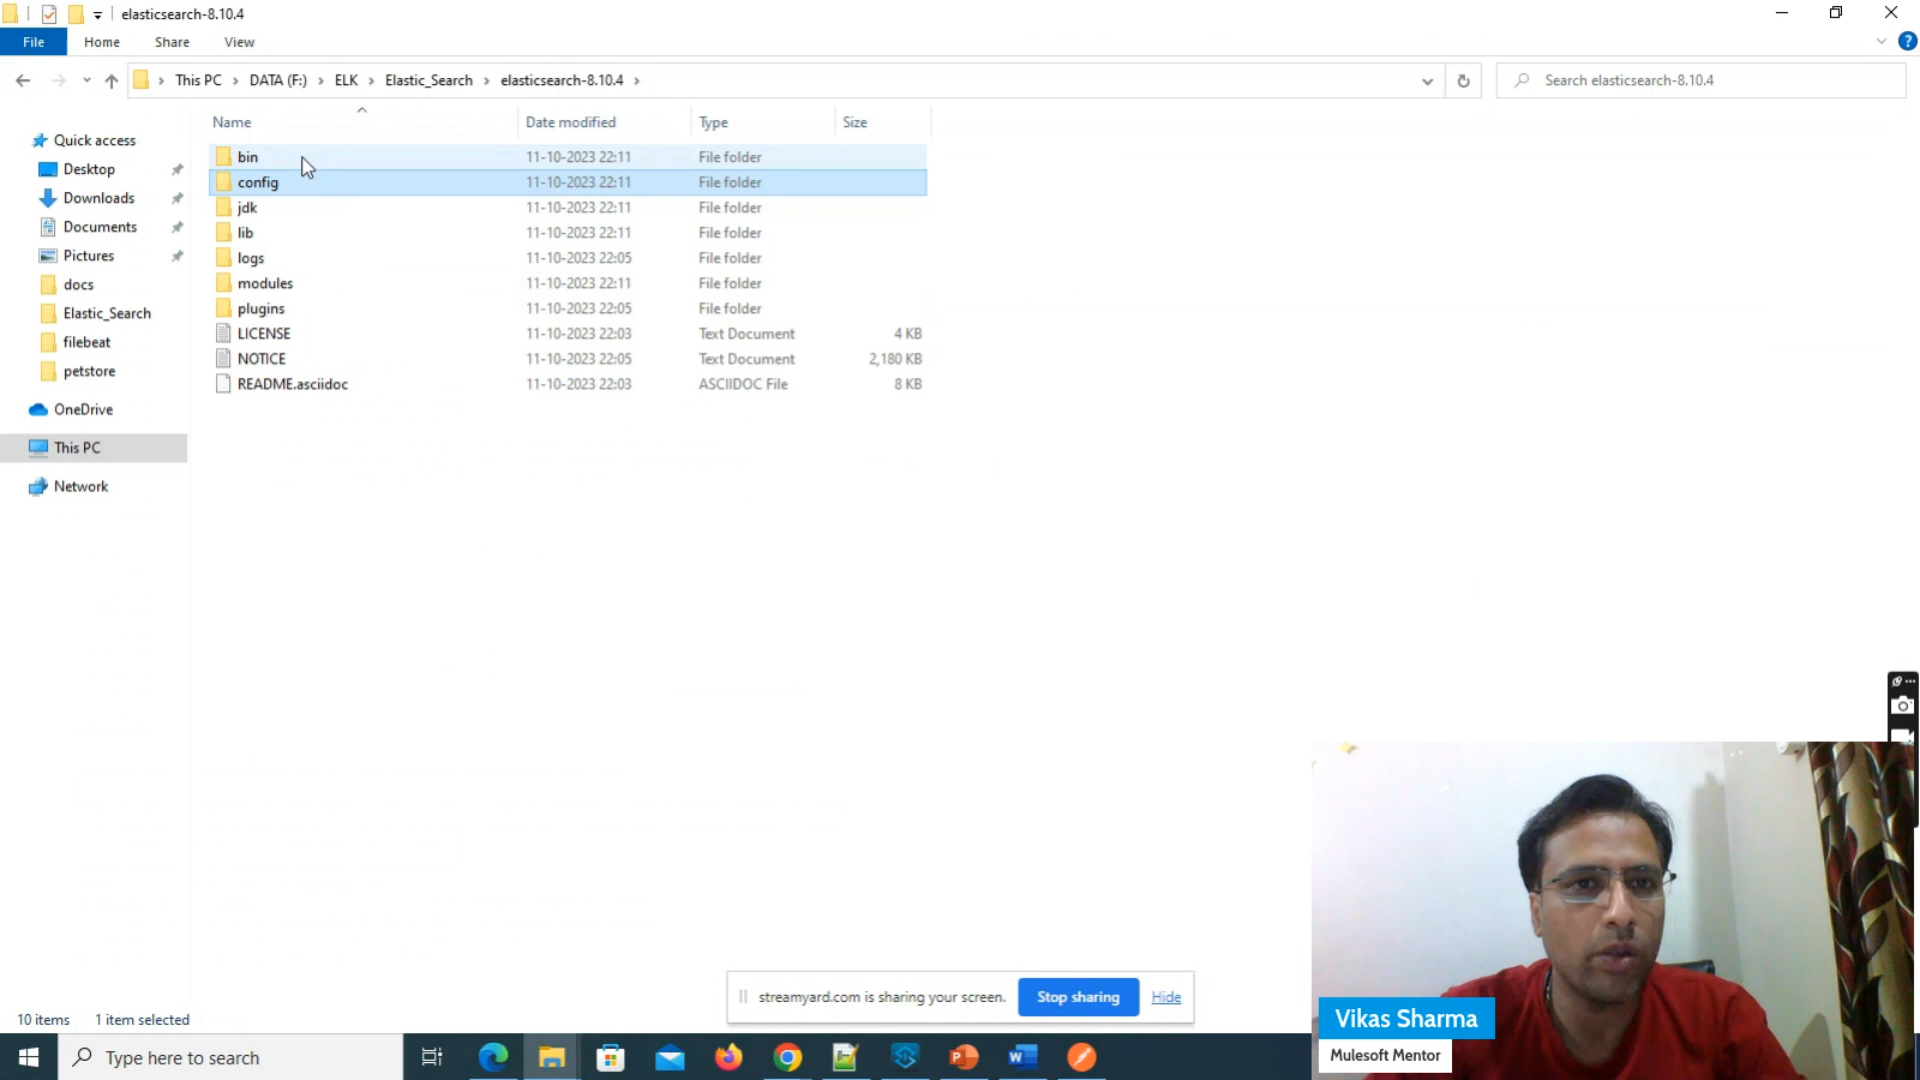 elasticsearch-8.10.4
File Home Share View
This PC DATA (F:) ELK Elastic_Search elasticsearch-8.10.4 Search elasticsearch-8.10.4
Name Date modified Type Size
Quick access
Desktop
Downloads
Documents
Pictures
docs
Elastic_Search
filebeat
petstore
OneDrive
This PC
Network
bin 11-10-2023 22:11 File folder
config 11-10-2023 22:11 File folder
jdk 11-10-2023 22:11 File folder
lib 11-10-2023 22:11 File folder
logs 11-10-2023 22:05 File folder
modules 11-10-2023 22:11 File folder
plugins 11-10-2023 22:05 File folder
LICENSE 11-10-2023 22:03 Text Document 4 KB
NOTICE 11-10-2023 22:05 Text Document 2,180 KB
README.asciidoc 11-10-2023 22:03 ASCIIDOC File 8 KB
streamyard.com is sharing your screen. Stop sharing Hide
10 items 1 item selected
Vikas Sharma
Mulesoft Mentor
Type here to search